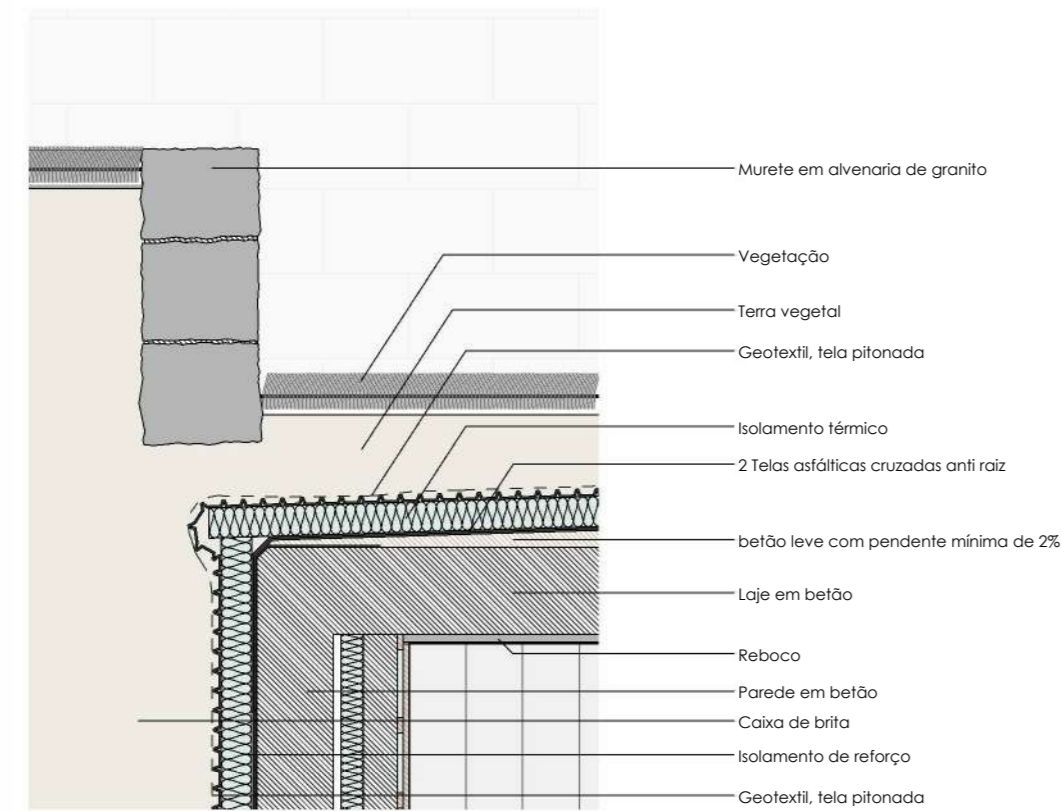 Murete em alvenaria de granito
Vegetação
Terra vegetal
Geotextil, tela pitonada
Isolamento térmico
2 Telas asfálticas cruzadas anti raiz
betão leve com pendente mínima de 2%
Laje em betão
Reboco
Parede em betão
Caixa de brita
Isolamento de reforço
Geotextil, tela pitonada